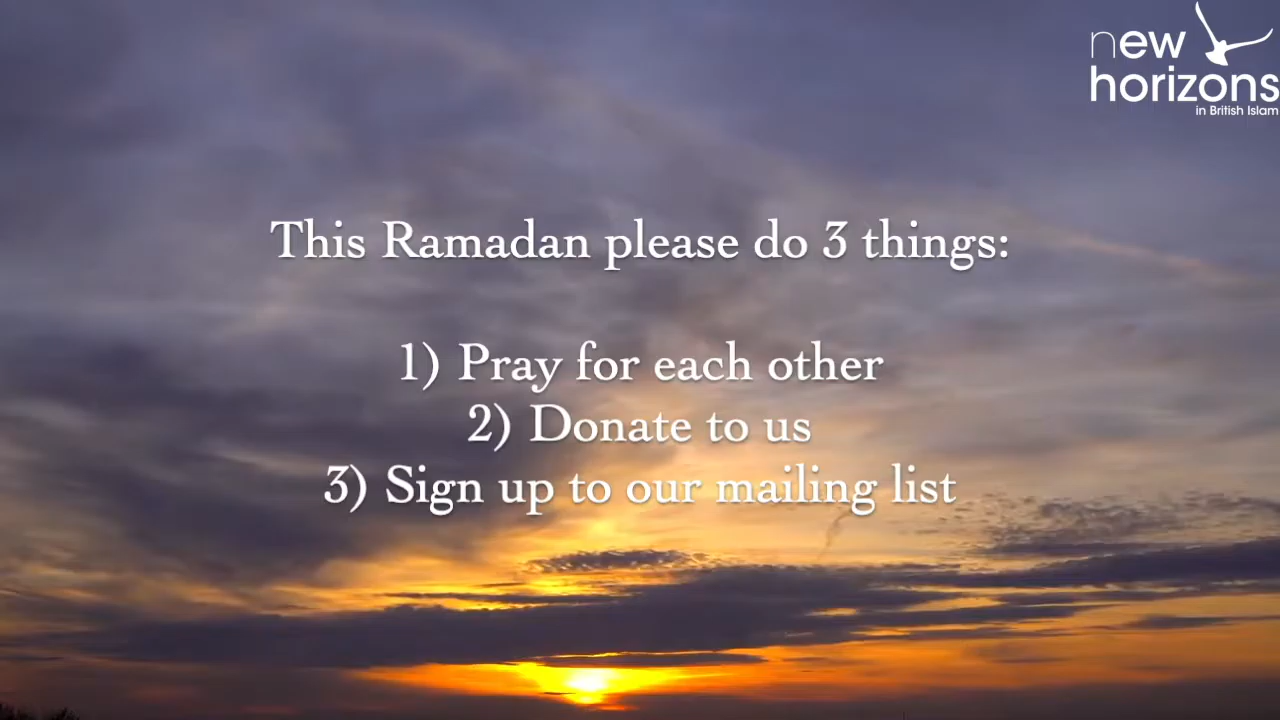 new
horizons
in British Islam
This Ramadan please do 3 things:
1) Pray for each other
2) Donate to us
3) Sign up to our mailing list